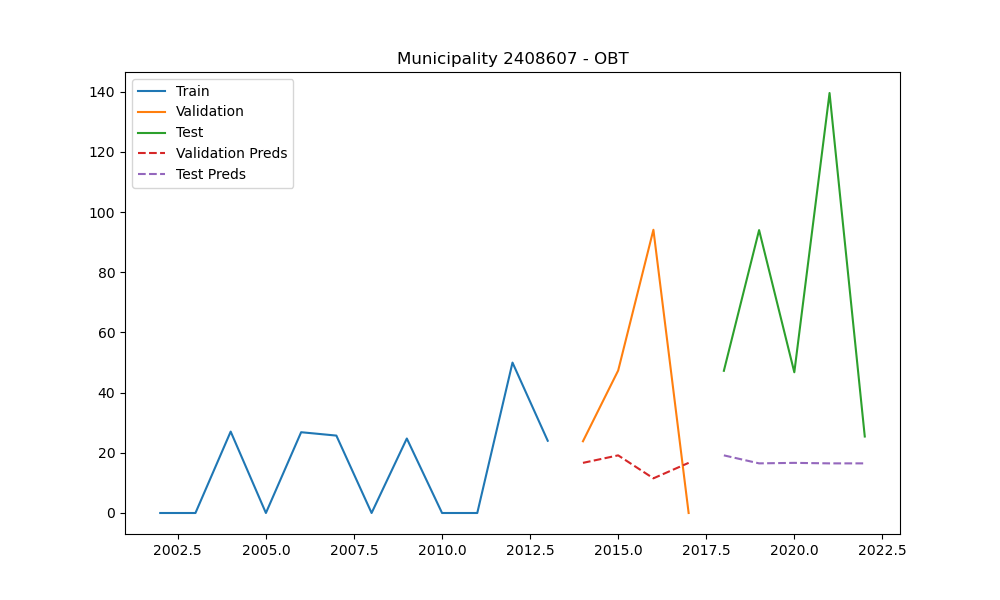 Municipality 2408607 - OBT
Train
Validation
Test
Validation Preds
Test Preds
140
120
100
80
60
40
20
0
2002.5 2005.0 2007.5 2010.0 2012.5 2015.0 2017.5 2020.0 2022.5